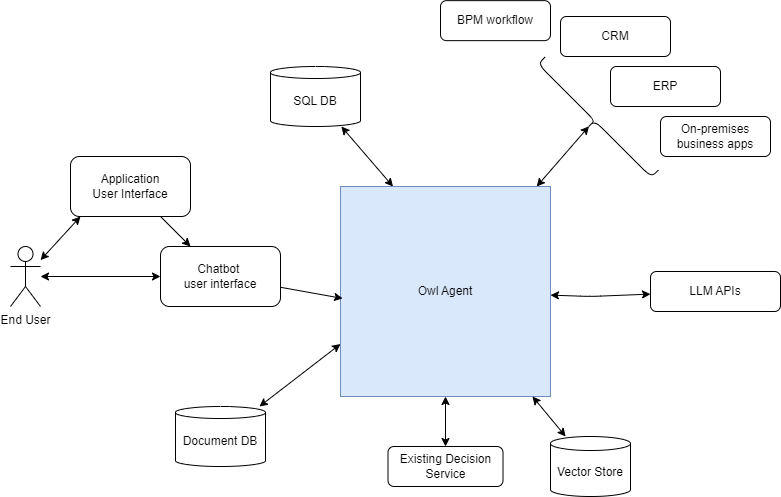 BPM workflow
CRM
ERP
On-premises
business apps
SQL DB
Application
User Interface
Chatbot
user interface
End User
Owl Agent
LLM APIs
Document DB
Existing Decision
Service
Vector Store